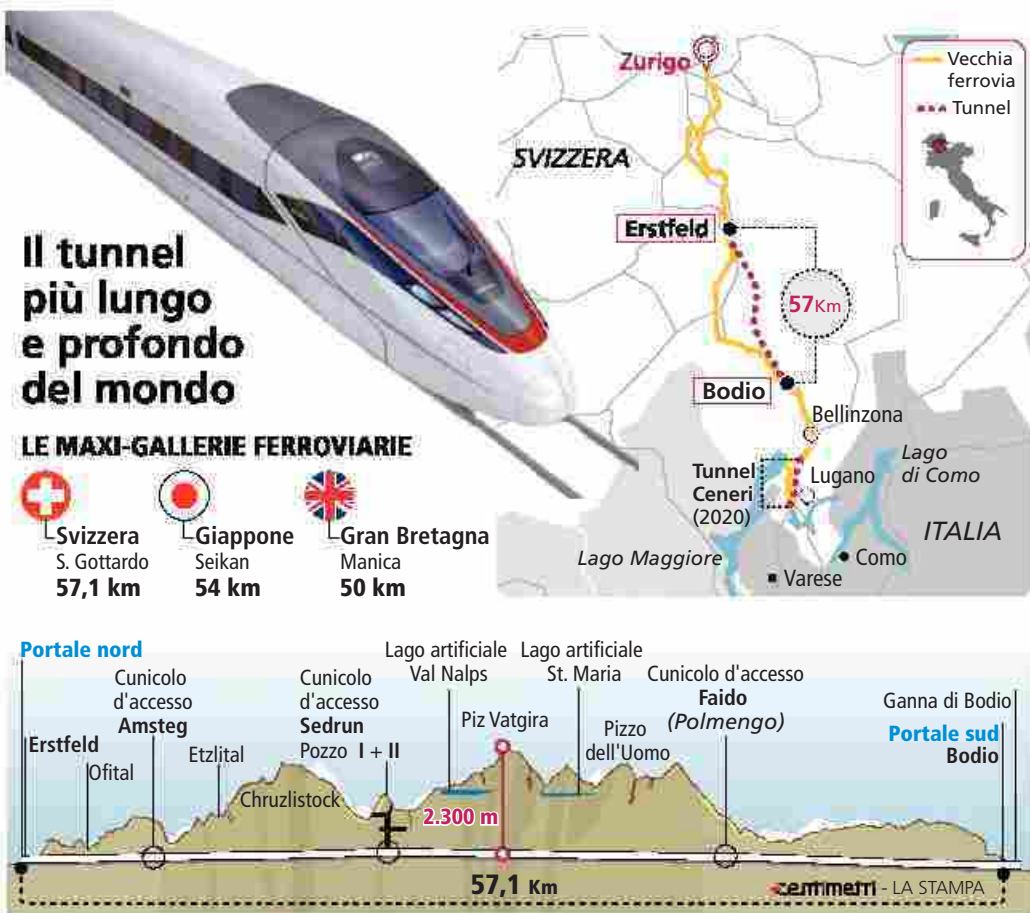 Il tunnel
più lungo
e profondo
del mondo
LE MAXI-GALLERIE FERROVIARIE
Svizzera
S. Gottardo
57,1 km
Giappone
Seikan
54 km
Gran Bretagna
Manica
50 km
Zurigo
SVIZZERA
Erstfeld
57 Km
Bodio
Bellinzona
Tunnel
Ceneri
(2020)
Lugano
Lago
di Como
ITALIA
Lago Maggiore
Como
Varese
Vecchia
ferrovia
Tunnel
Portale nord
Erstfeld
Ofital
Cunicolo
d'accesso
Amsteg
Etzlital
Chruzlistock
Cunicolo
d'accesso
Sedrun
Pozzo I + II
Lago artificiale
Val Nalps
Piz Vatgira
2.300 m
Lago artificiale
St. Maria
Pizzo
dell'Uomo
Cunicolo d'accesso
Faido
(Polmengo)
Ganna di Bodio
Portale sud
Bodio
57,1 Km
centimetri - LA STAMPA